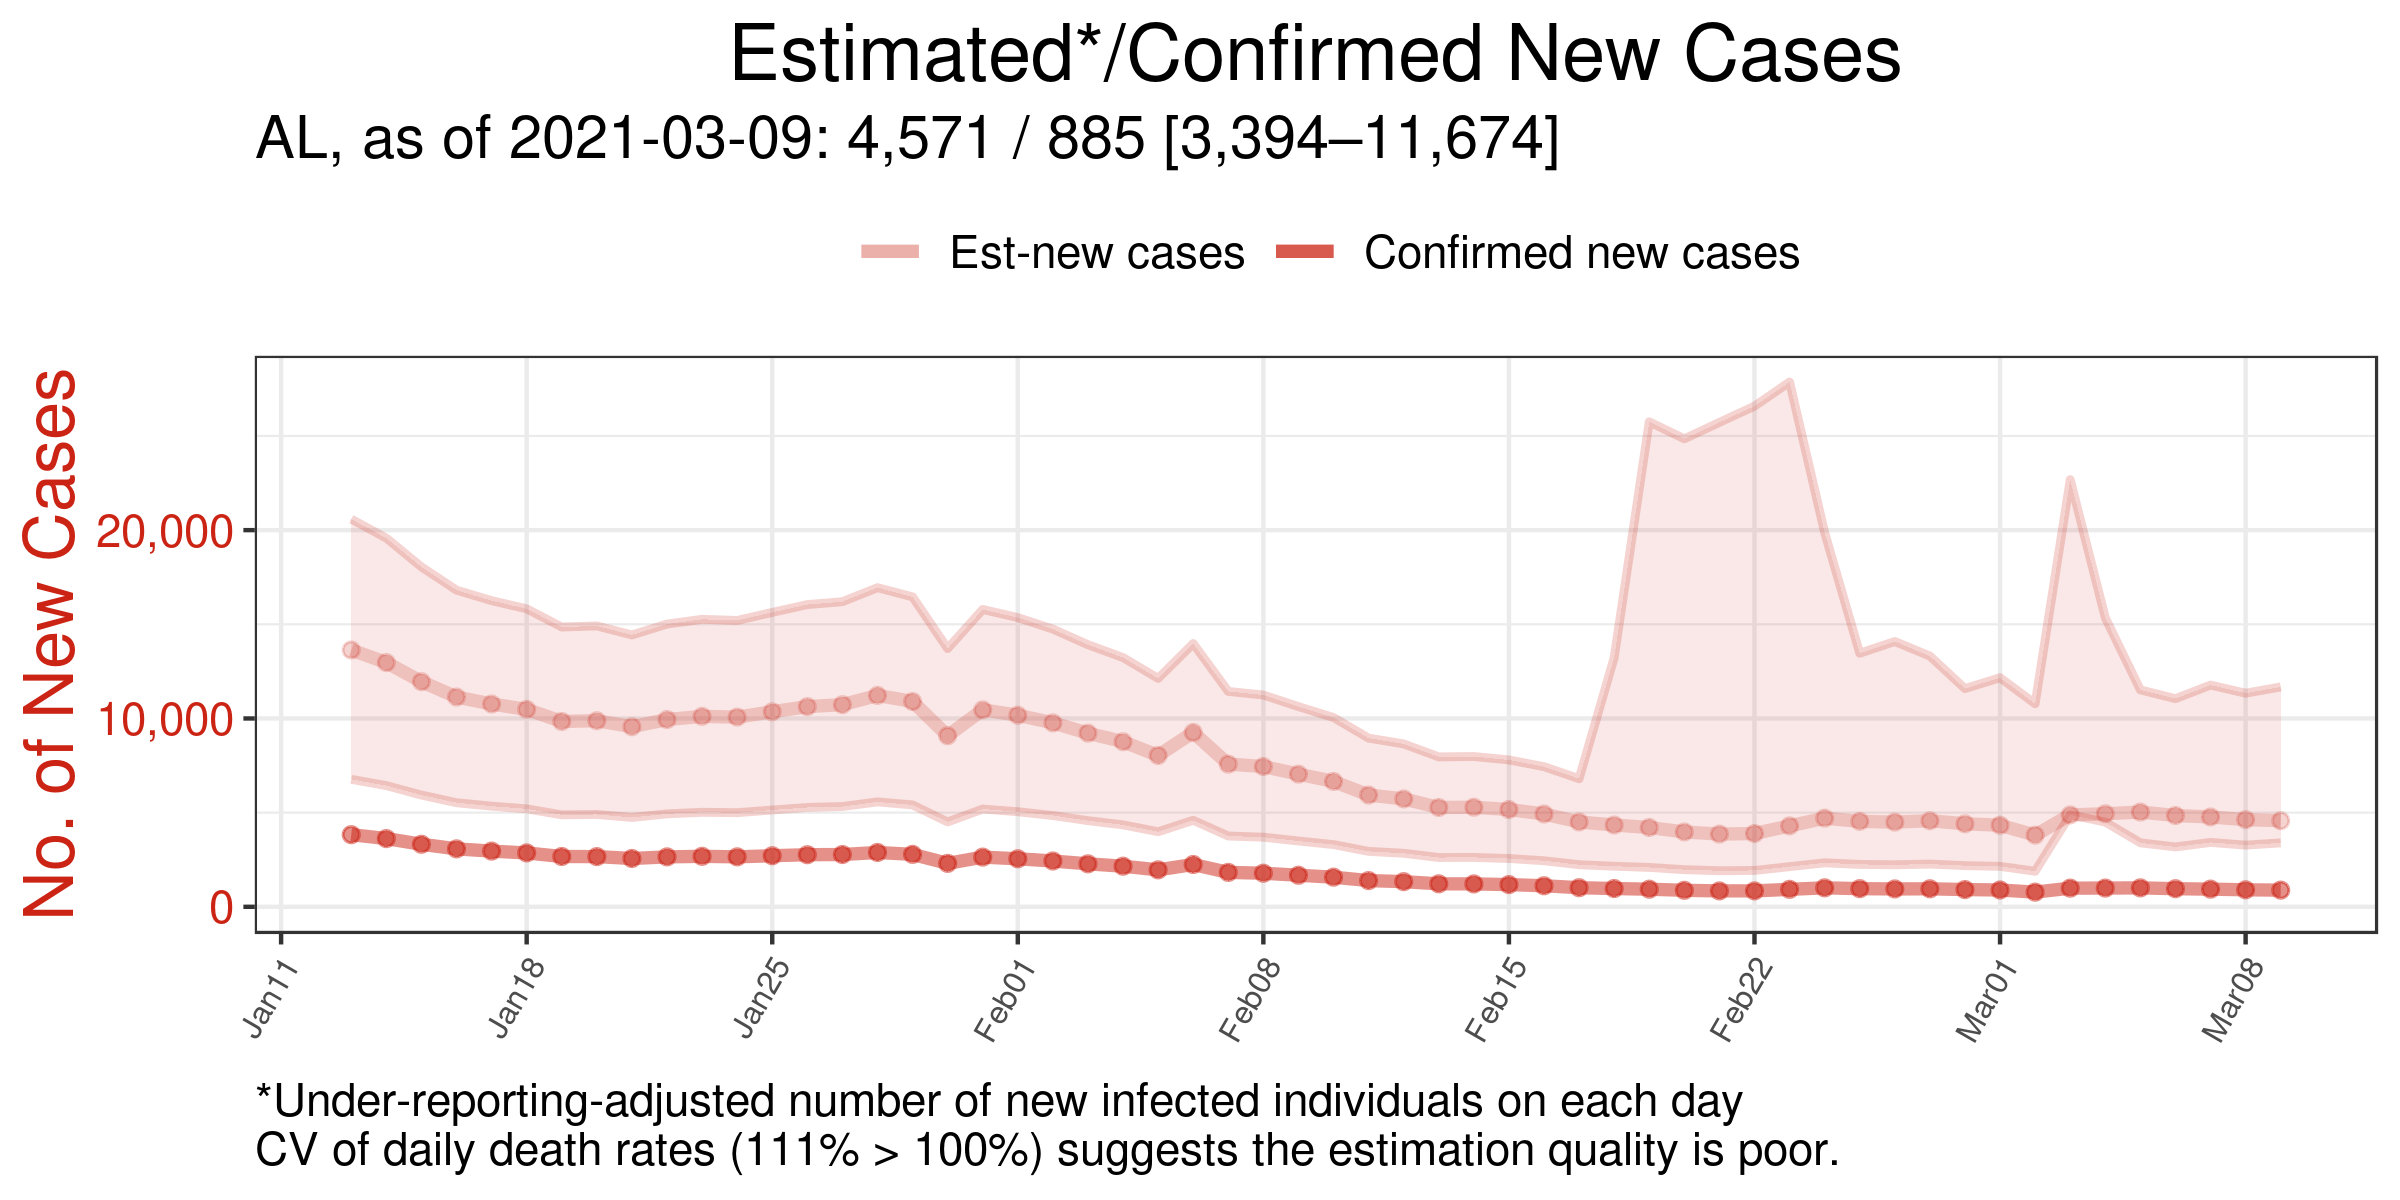 Estimated*/Confirmed New Cases
AL, as of 2021-03-09: 4,571 / 885 [3,394–11,674]
Est-new cases
Confirmed new cases
No. of New Cases
20,000
10,000
0
Jan11
Jan18
Jan25
Feb01
Feb08
Feb15
Feb22
Mar01
Mar08
*Under-reporting-adjusted number of new infected individuals on each day
CV of daily death rates (111% > 100%) suggests the estimation quality is poor.